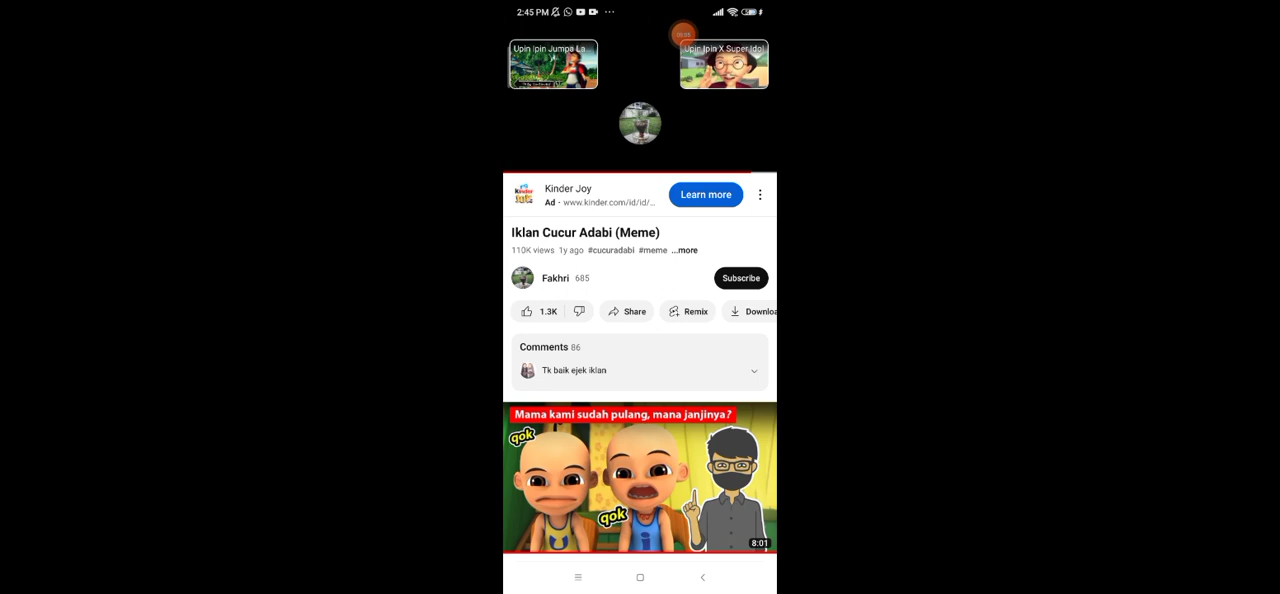 2:45 PM
00:05
Upin Ipin Jumpa La
Upin Ipin X Super Idol
Kinder Joy
Learn more
Ad · www.kinder.com/id/id/...
Iklan Cucur Adabi (Meme)
110K views 1y ago #cucuradabi #meme ...more
Fakhri 685
Subscribe
1.3K
Share
Remix
Downloa
Comments 86
Tk baik ejek iklan
Mama kami sudah pulang, mana janjinya?
qok
qok
U
i
8:01